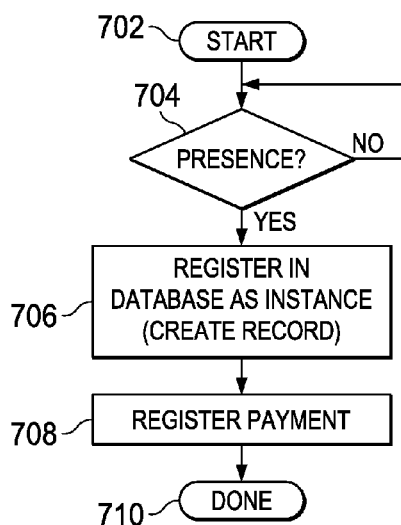 702
START
704
PRESENCE?
NO
YES
706
REGISTER IN
DATABASE AS INSTANCE
(CREATE RECORD)
708
REGISTER PAYMENT
710
DONE